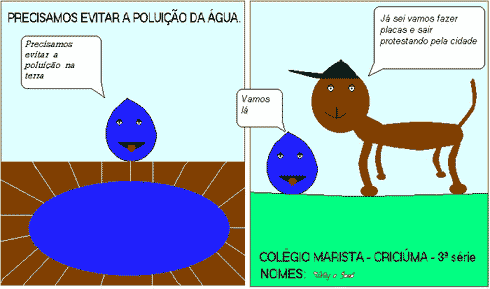 PRECISAMOS EVITAR A POLUIÇÃO DA ÁGUA.
Precisamos
evitar a
poluição na
terra
Já sei vamos fazer
placas e sair
protestando pela cidade
Vamos
lá
COLÉGIO MARISTA - CRICIÚMA - 3ª série
NOMES: